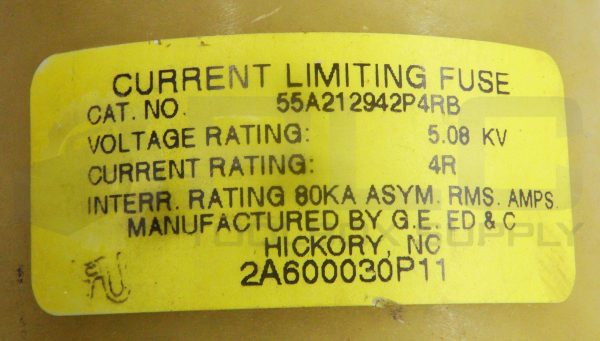 CURRENT LIMITING FUSE
CAT. NO. 55A212942P4RB
VOLTAGE RATING: 5.08 KV
CURRENT RATING: 4R
INTERR. RATING 80KA ASYM. RMS. AMPS.
MANUFACTURED BY G.E. ED & C
HICKORY, NC
2A600030P11